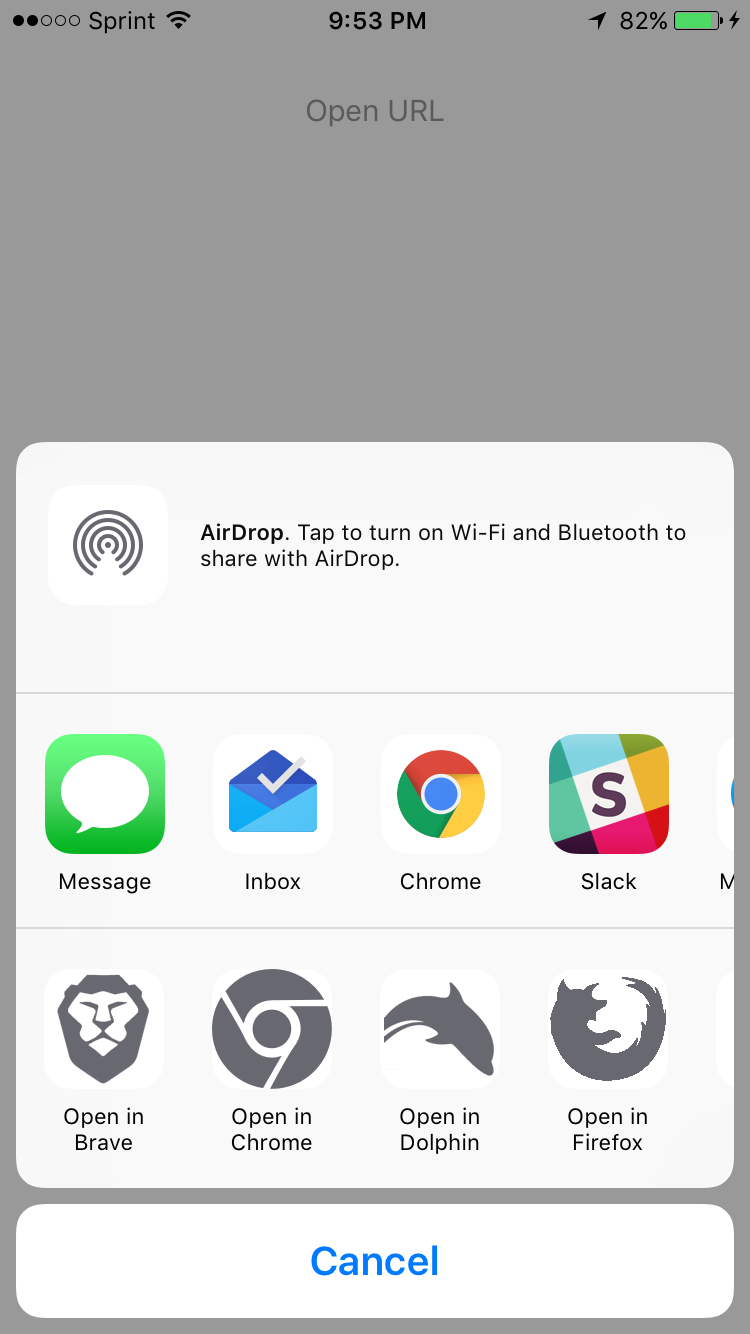 Sprint 9:53 PM 82%
Open URL
AirDrop. Tap to turn on Wi-Fi and Bluetooth to
share with AirDrop.
S
Message Inbox Chrome Slack M
Open in Open in Open in Open in
Brave Chrome Dolphin Firefox
Cancel